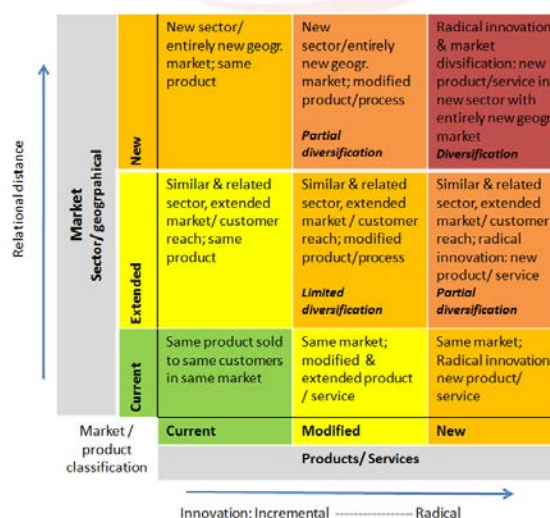 Relational distance
Market
Sector/ geogrpahical
New
New sector/
entirely new geogr.
market; same
product
New
sector/entirely
new geogr.
market; modified
product/process
Partial
diversification
Radical innovation
& market
divsification: new
product/service in
new sector with
entirely new geogr
market
Diversification
Extended
Similar & related
sector, extended
market/ customer
reach; same
product
Similar & related
sector, extended
market / customer
reach; modified
product/process
Limited
diversification
Similar & related
sector, extended
market/ customer
reach; radical
innovation: new
product/ service
Partial
diversification
Current
Same product sold
to same customers
in same market
Same market;
modified &
extended product
/ service
Same market;
Radical innovation
new product/
service
Market /
product
classification
Current
Modified
New
Products/ Services
Innovation: Incremental -------------------- Radical